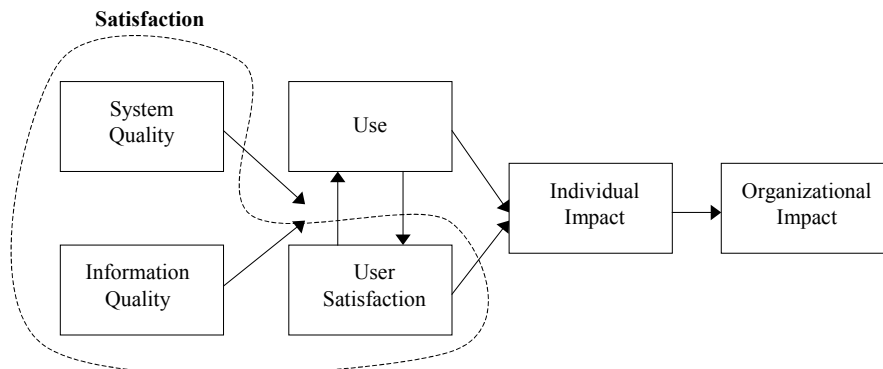 Satisfaction
System
Quality
Use
Individual
Impact
Organizational
Impact
Information
Quality
User
Satisfaction